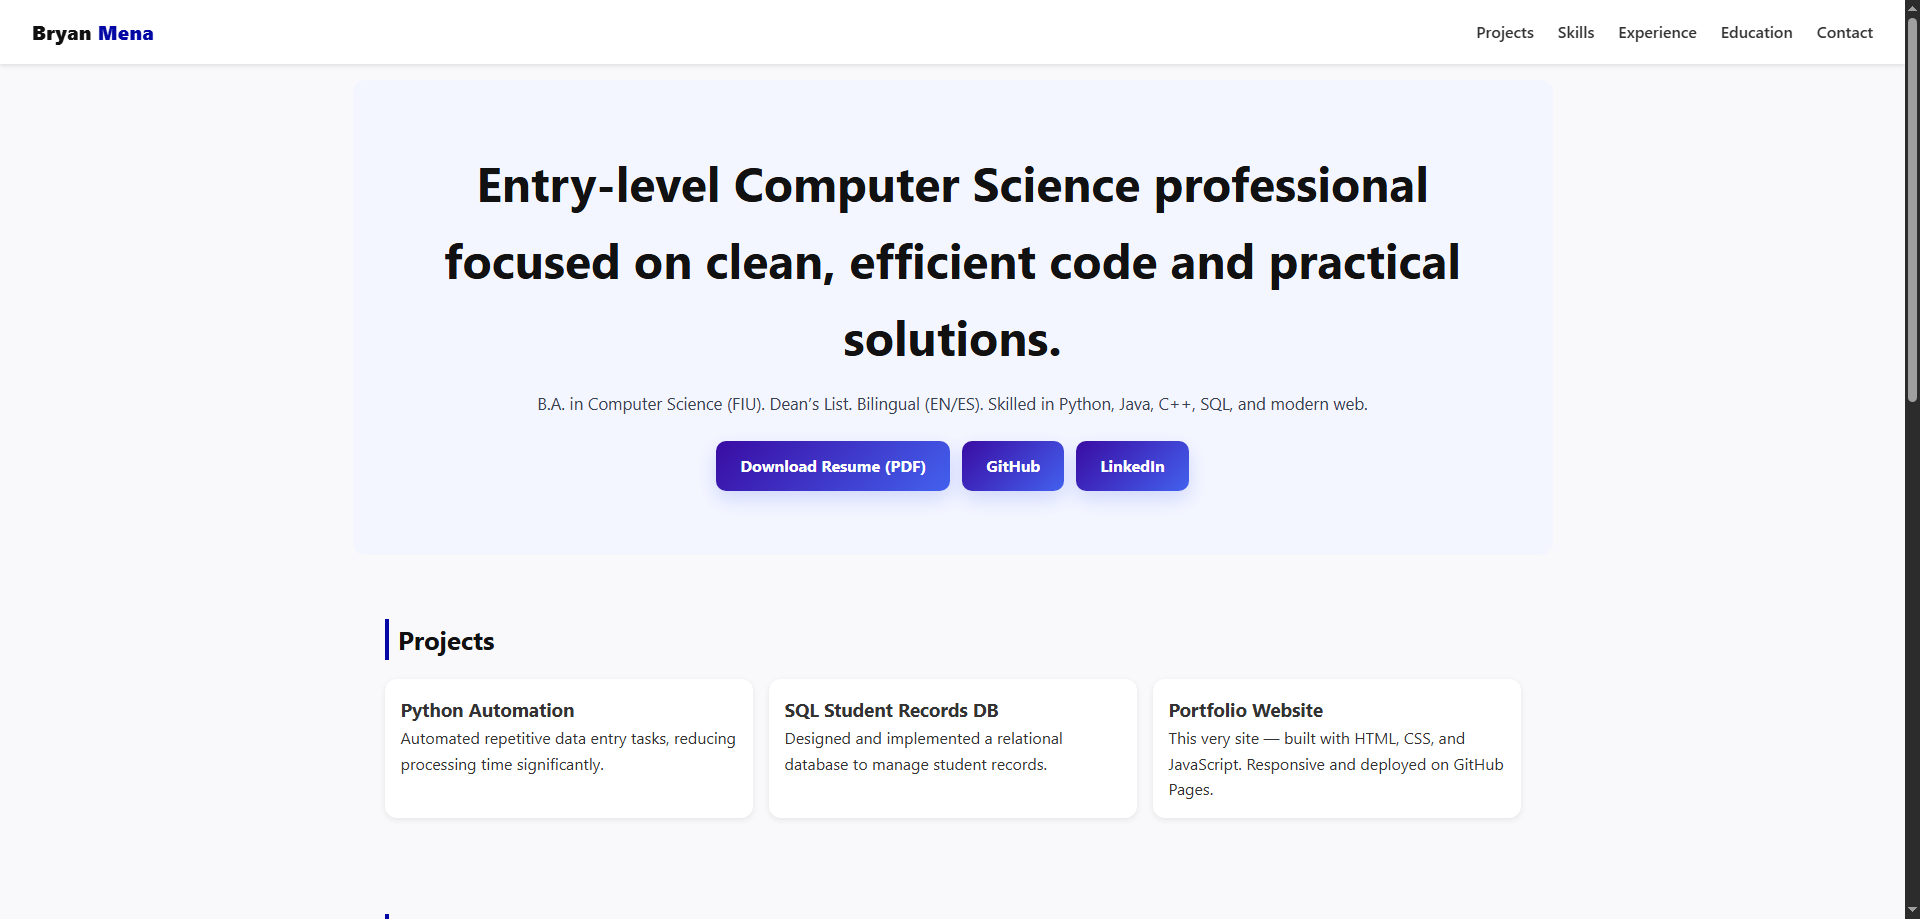 Bryan Mena
Projects
Skills
Experience
Education
Contact
Entry-level Computer Science professional
focused on clean, efficient code and practical
solutions.
B.A. in Computer Science (FIU). Dean’s List. Bilingual (EN/ES). Skilled in Python, Java, C++, SQL, and modern web.
Download Resume (PDF)
GitHub
LinkedIn
Projects
Python Automation
Automated repetitive data entry tasks, reducing
processing time significantly.
SQL Student Records DB
Designed and implemented a relational
database to manage student records.
Portfolio Website
This very site — built with HTML, CSS, and
JavaScript. Responsive and deployed on GitHub
Pages.